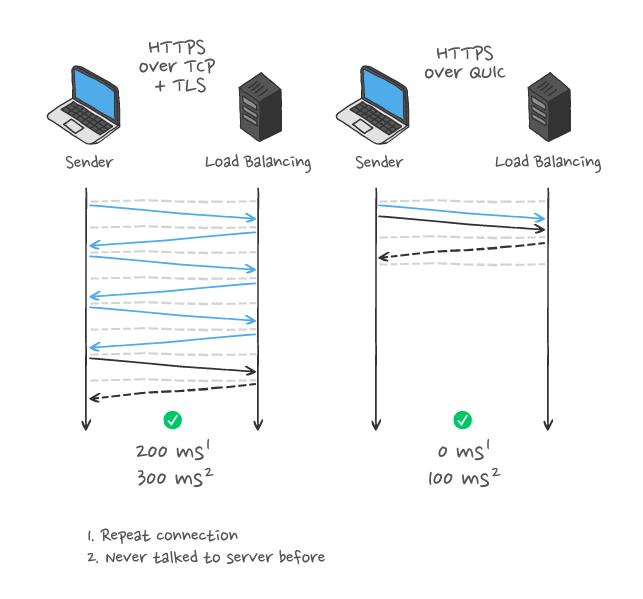 HTTPS
over TCP
+ TLS
Sender
Load Balancing
200 ms¹
300 ms²
HTTPS
over QUIC
Sender
Load Balancing
0 ms¹
100 ms²
1. Repeat connection
2. Never talked to server before